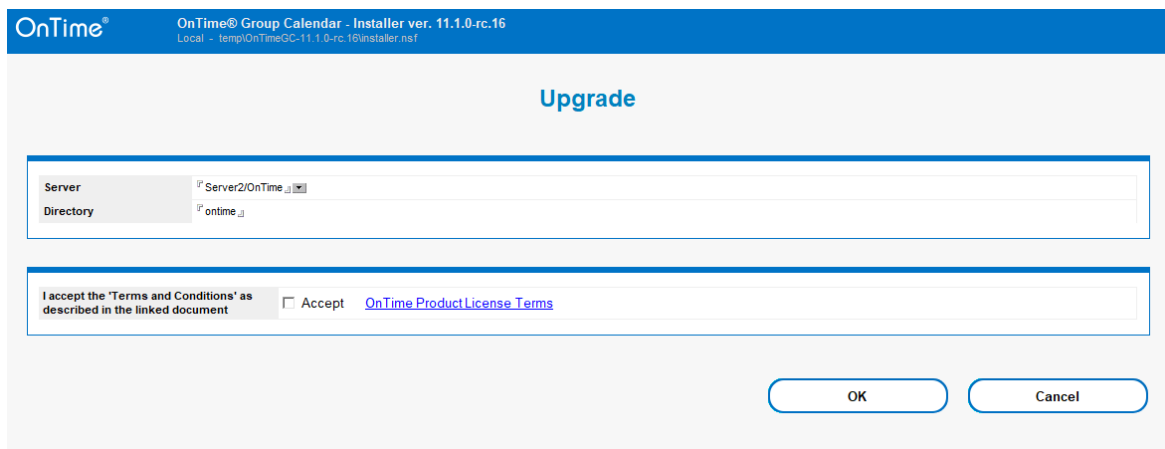 OnTime®
OnTime® Group Calendar - Installer ver. 11.1.0-rc.16
Local - temp\OnTimeGC-11.1.0-rc.16\installer.nsf
Upgrade
Server Server2/OnTime
Directory ontime
I accept the 'Terms and Conditions' as
described in the linked document
Accept OnTime Product License Terms
OK Cancel